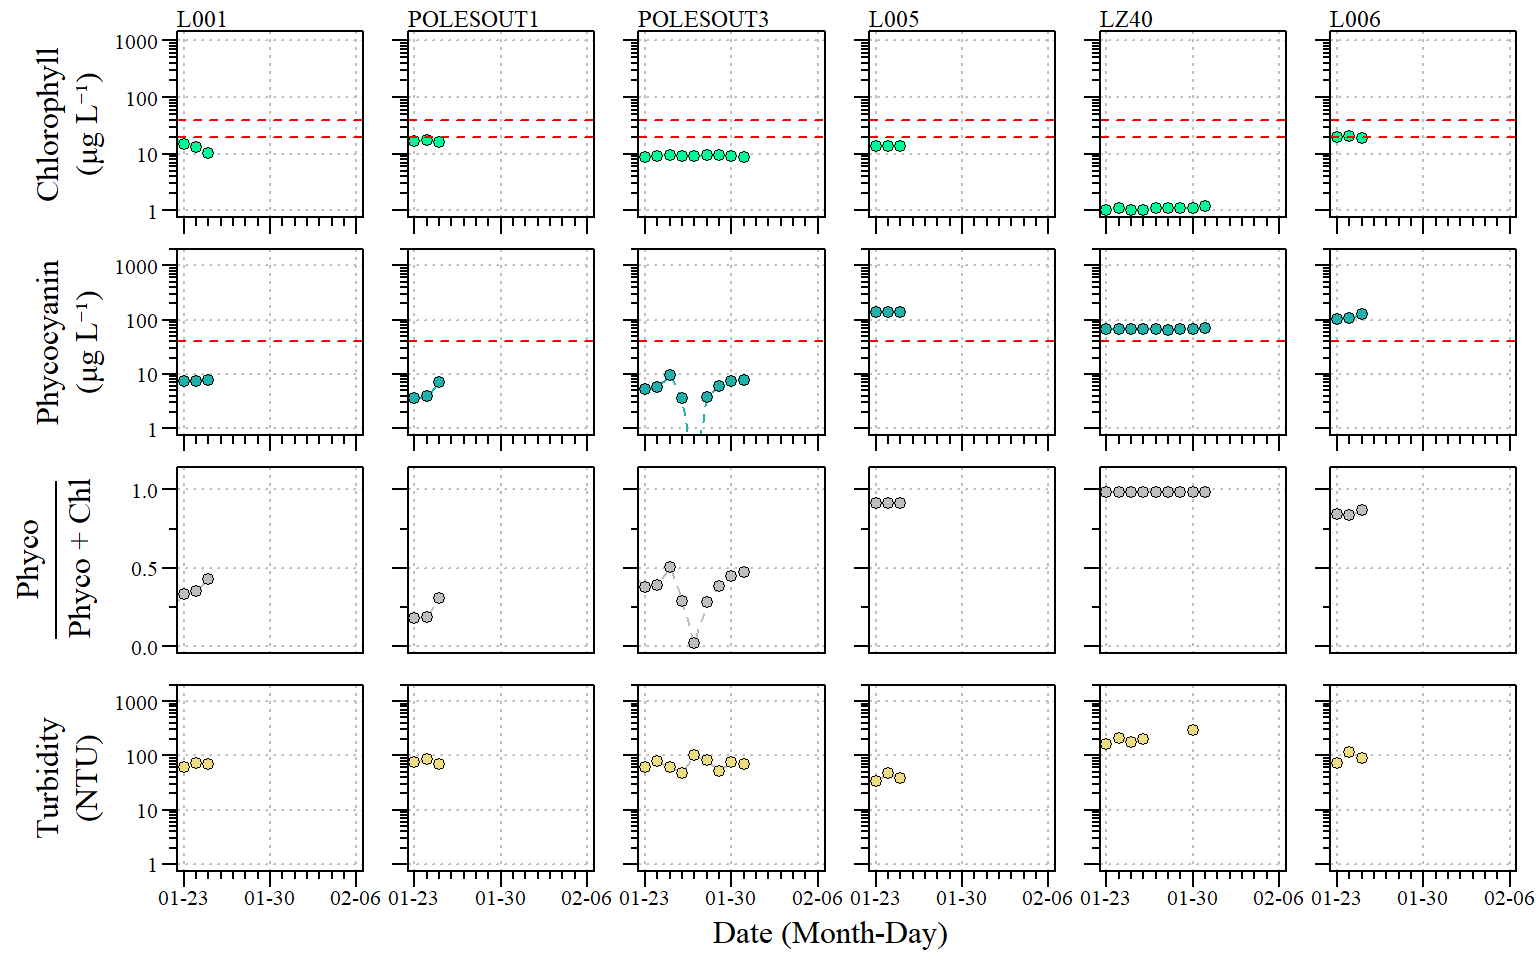 L001 POLESOUT1 POLESOUT3 L005 LZ40 L006
Chlorophyll
(µg L⁻¹)
1000
100
10
1
Phycocyanin
(µg L⁻¹)
1000
100
10
1
Phyco
Phyco + Chl
1.0
0.5
0.0
Turbidity
(NTU)
1000
100
10
1
01-23 01-30 02-06 01-23 01-30 02-06 01-23 01-30 02-06 01-23 01-30 02-06 01-23 01-30 02-06 01-23 01-30 02-06
Date (Month-Day)